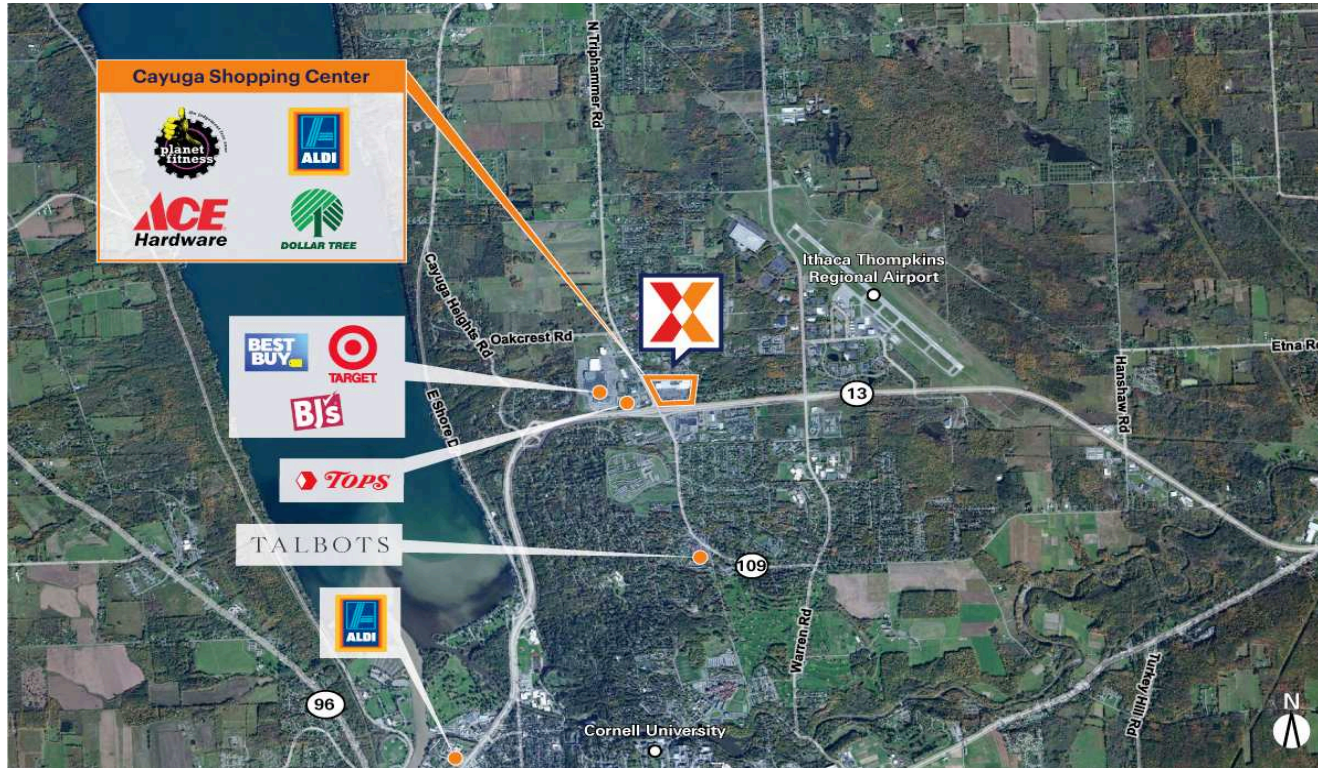 Cayuga Shopping Center
planet
fitness
ALDI
ACE
Hardware
DOLLAR TREE
N Triphammer Rd
Ithaca Thompkins
Regional Airport
Cayuga Heights Rd
Oakcrest Rd
BEST
BUY
TARGET
BJ's
E Shore D
13
Hanshaw Rd
Etna Rd
TOPS
TALBOTS
109
ALDI
Warren Rd
Turkey Hill Rd
96
Cornell University
N